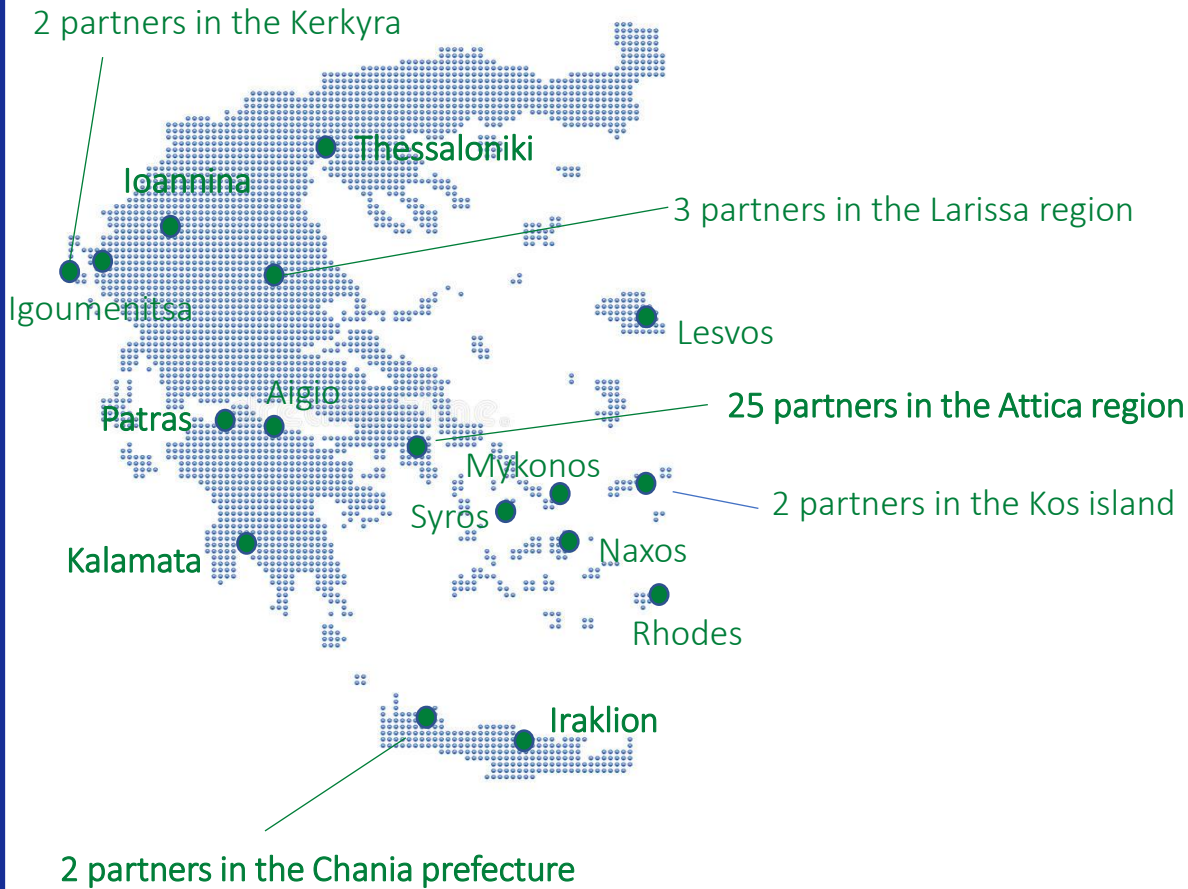 2 partners in the Kerkyra
Thessaloniki
Ioannina
3 partners in the Larissa region
Igoumenitsa
Lesvos
Aigio
Patras
25 partners in the Attica region
Mykonos
2 partners in the Kos island
Syros
Naxos
Kalamata
Rhodes
Iraklion
2 partners in the Chania prefecture